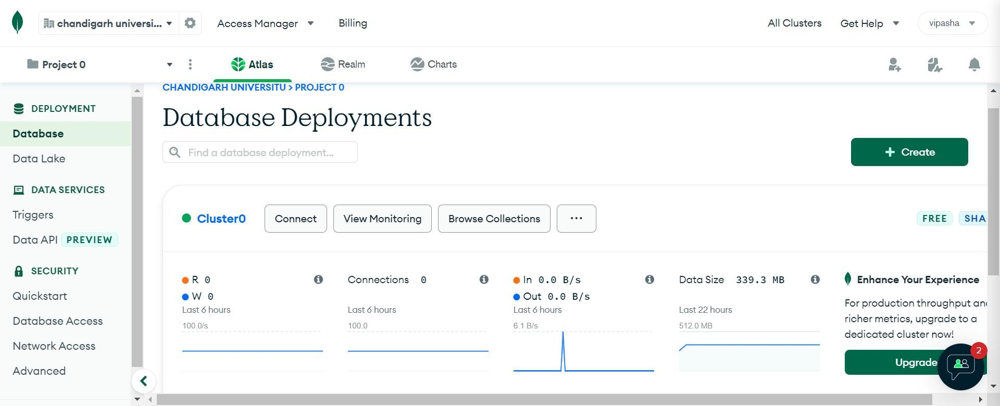 chandigarh universi...
Access Manager
Billing
All Clusters
Get Help
vipasha
Project 0
Atlas
Realm
Charts
DEPLOYMENT
Database
Data Lake
DATA SERVICES
Triggers
Data API PREVIEW
SECURITY
Quickstart
Database Access
Network Access
Advanced
CHANDIGARH UNIVERSITU > PROJECT 0
Database Deployments
Find a database deployment...
+ Create
Cluster0
Connect
View Monitoring
Browse Collections
...
FREE
SHA
R 0
W 0
Last 6 hours
100.0/s
Connections 0
Last 6 hours
100.0
In 0.0 B/s
Out 0.0 B/s
Last 6 hours
6.1 B/s
Data Size 339.3 MB
Last 22 hours
512.0 MB
Enhance Your Experience
For production throughput and
richer metrics, upgrade to a
dedicated cluster now!
Upgrade
2